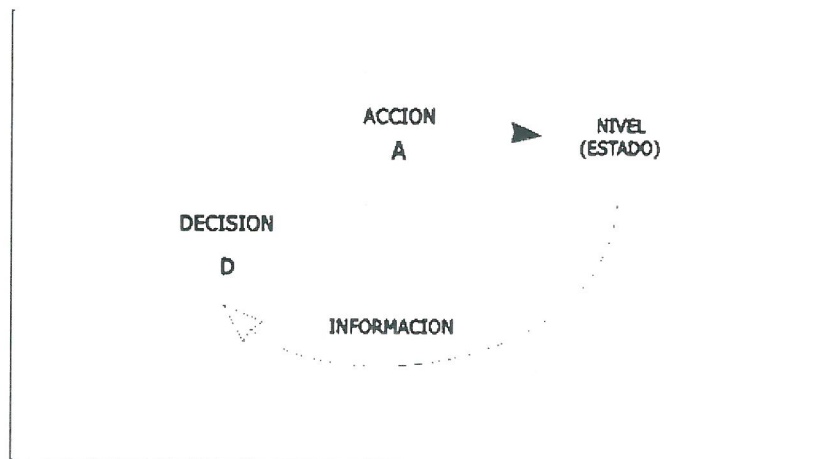 ACCION
A
NIVEL
(ESTADO)
DECISION
D
INFORMACION